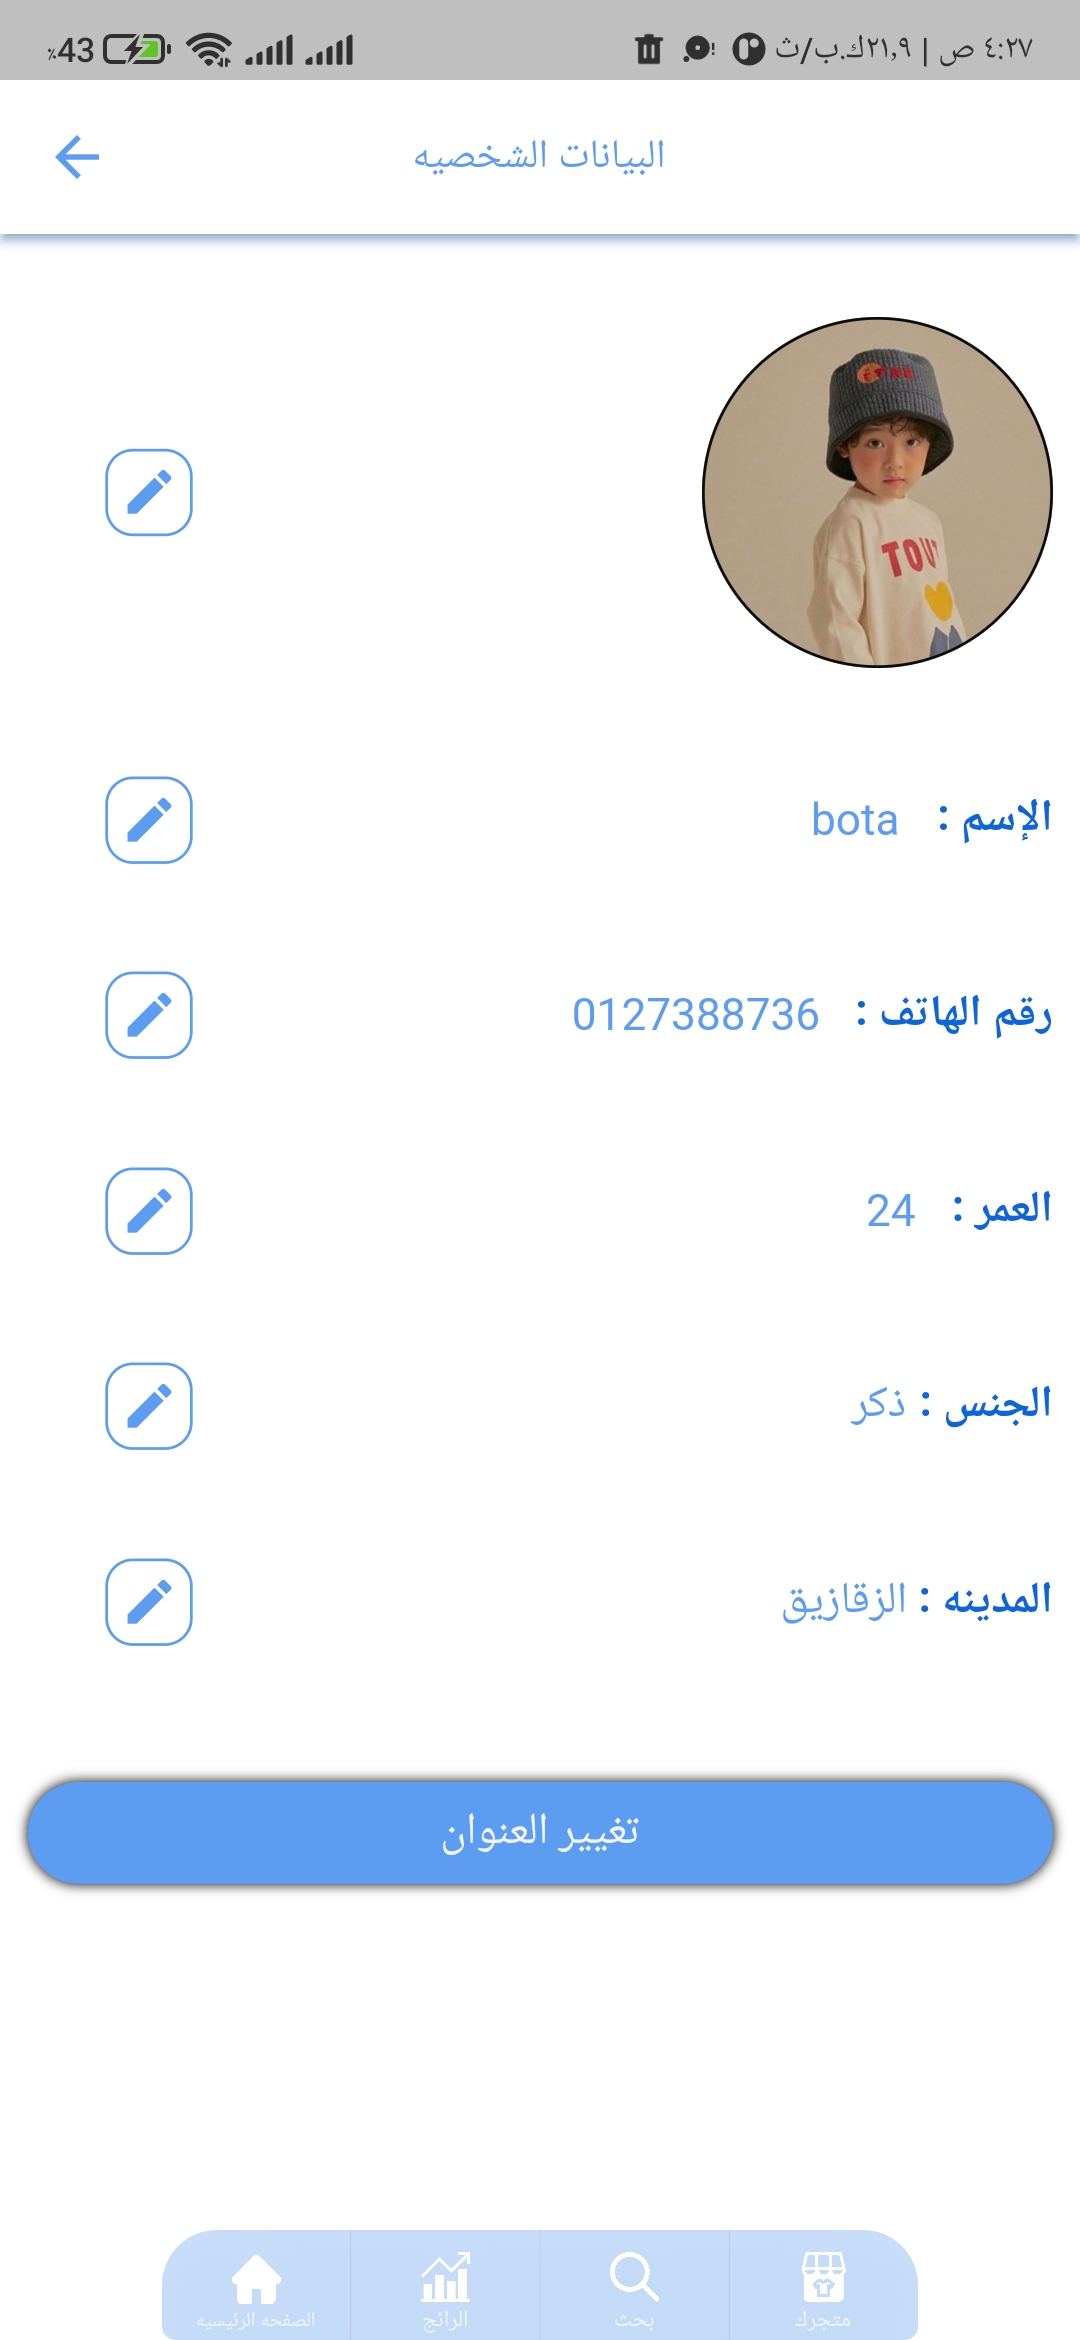 ٤:٢٧ ص | ٢١,٩ك.ب/ث
٪43
البيانات الشخصيه
TOUT
الإسم : bota
رقم الهاتف : 0127388736
العمر : 24
الجنس : ذكر
المدينه : الزقازيق
تغيير العنوان
متجرك
بحث
الرائج
الصفحه الرئيسيه